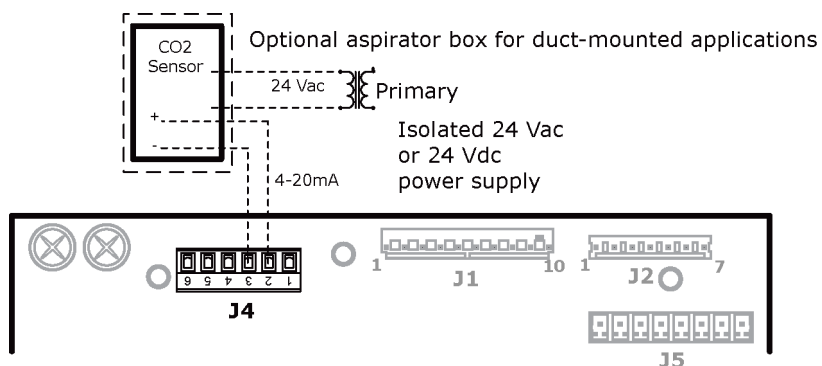 CO2
Sensor
Optional aspirator box for duct-mounted applications
24 Vac
Primary
+
-
Isolated 24 Vac
or 24 Vdc
power supply
4-20mA
6 5 4 3 2 1
J4
1 10
J1
1 7
J2
J5